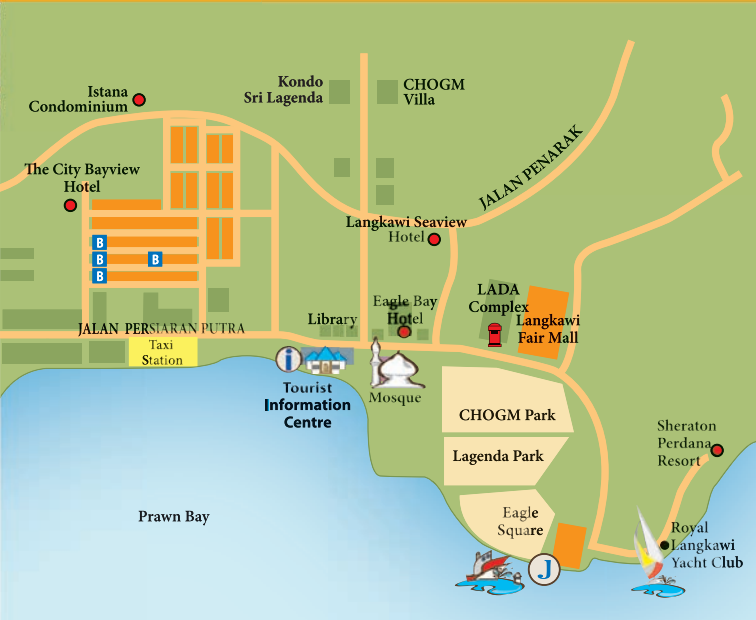 Istana
Condominium
Kondo
Sri Lagenda
CHOGM
Villa
JALAN PENARAK
The City Bayview
Hotel
Langkawi Seaview
Hotel
B
B
B
B
LADA
Complex
Eagle Bay
Hotel
Library
Langkawi
Fair Mall
JALAN PERSIARAN PUTRA
Taxi
Station
i
Tourist
Information
Centre
Mosque
CHOGM Park
Lagenda Park
Sheraton
Perdana
Resort
Eagle
Square
Prawn Bay
Royal
Langkawi
Yacht Club
J